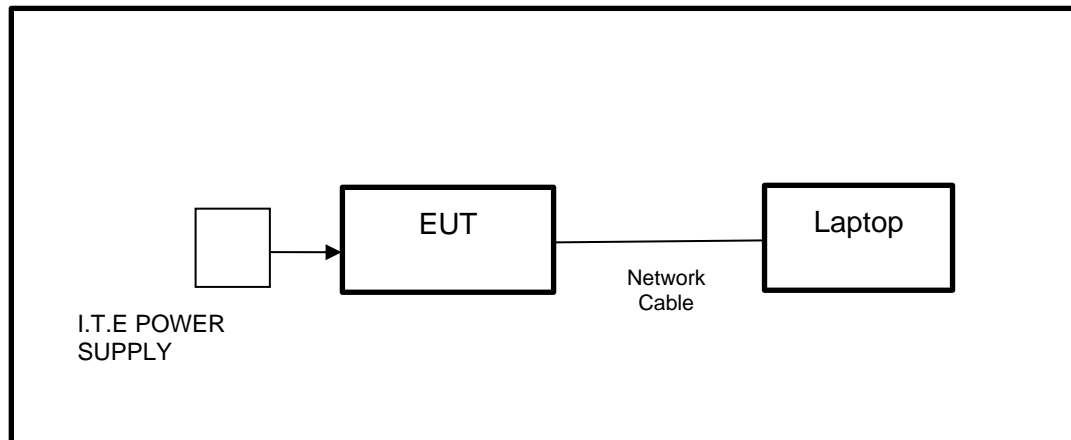 EUT
Laptop
Network
Cable
I.T.E POWER
SUPPLY